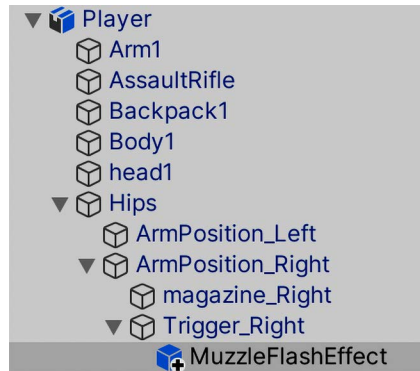 Player
Arm1
AssaultRifle
Backpack1
Body1
head1
Hips
ArmPosition_Left
ArmPosition_Right
magazine_Right
Trigger_Right
MuzzleFlashEffect